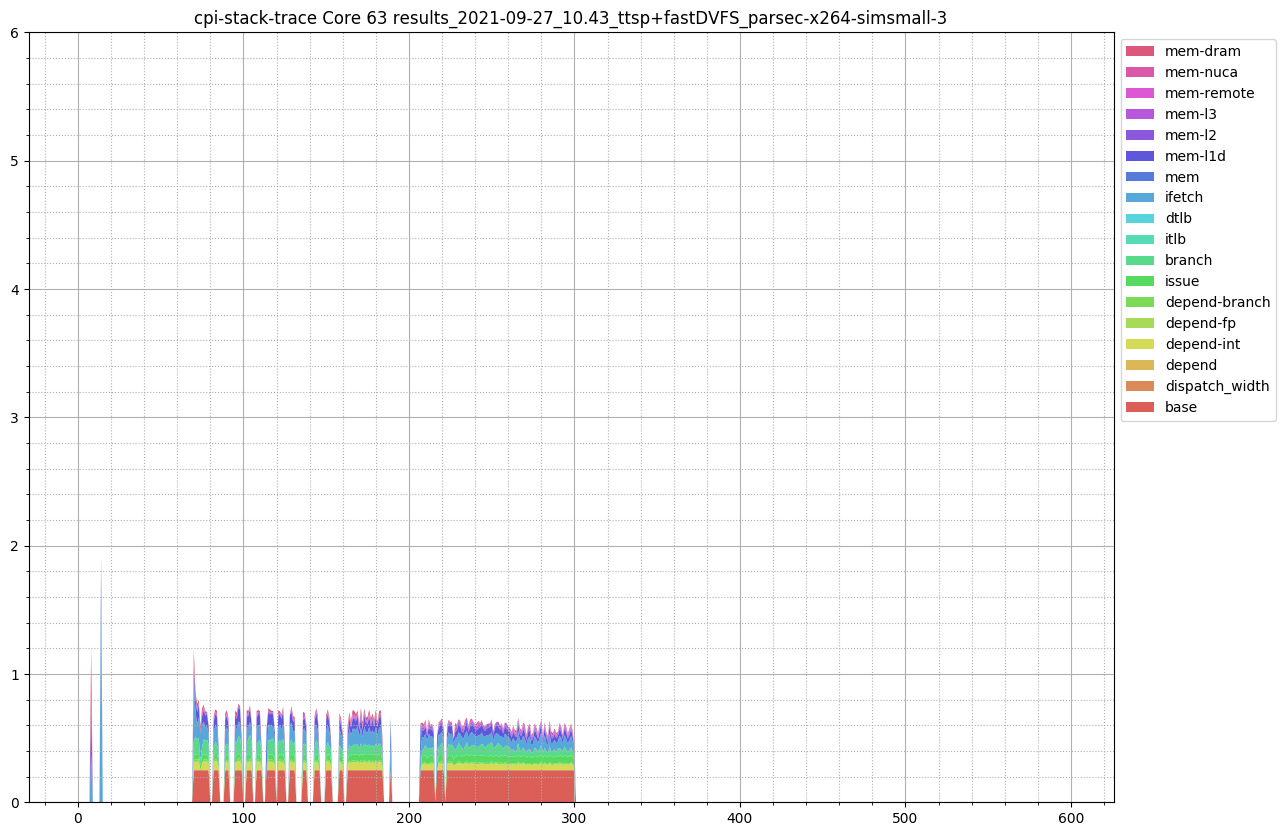 cpi-stack-trace Core 63 results_2021-09-27_10.43_ttsp+fastDVFS_parsec-x264-simsmall-3
6
5
4
3
2
1
0
0 100 200 300 400 500 600
mem-dram
mem-nuca
mem-remote
mem-l3
mem-l2
mem-l1d
mem
ifetch
dtlb
itlb
branch
issue
depend-branch
depend-fp
depend-int
depend
dispatch_width
base